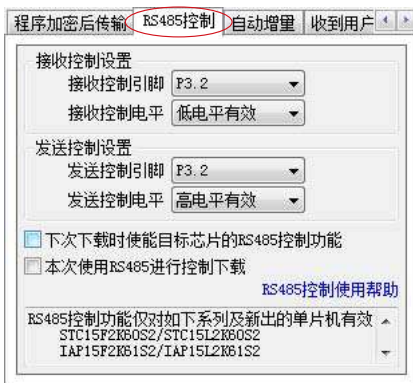 程序加密后传输 RS485控制 自动增量 收到用户
接收控制设置
接收控制引脚 P3.2
接收控制电平 低电平有效
发送控制设置
发送控制引脚 P3.2
发送控制电平 高电平有效
下次下载时使能目标芯片的RS485控制功能
本次使用RS485进行控制下载
RS485控制使用帮助
RS485控制功能仅对如下系列及新出的单片机有效
STC15F2K60S2/STC15L2K60S2
IAP15F2K61S2/IAP15L2K61S2